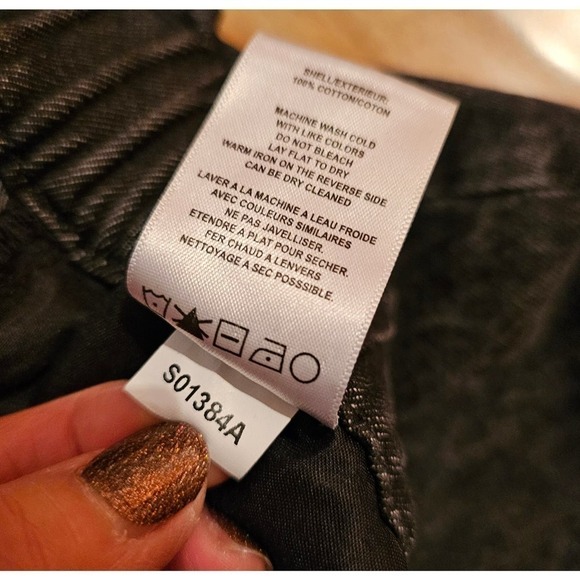 SHELL/EXTERIEUR:
100% COTTON/COTON
MACHINE WASH COLD
WITH LIKE COLORS
DO NOT BLEACH
LAY FLAT TO DRY
WARM IRON ON THE REVERSE SIDE
CAN BE DRY CLEANED
LAVER A LA MACHINE A LEAU FROIDE
AVEC COULEURS SIMILAIRES
NE PAS JAVELLISER.
ETENDRE A PLAT POUR SECHER.
FER CHAUD A LENVERS
NETTOYAGE A SEC POSSSIBLE.
S01384A